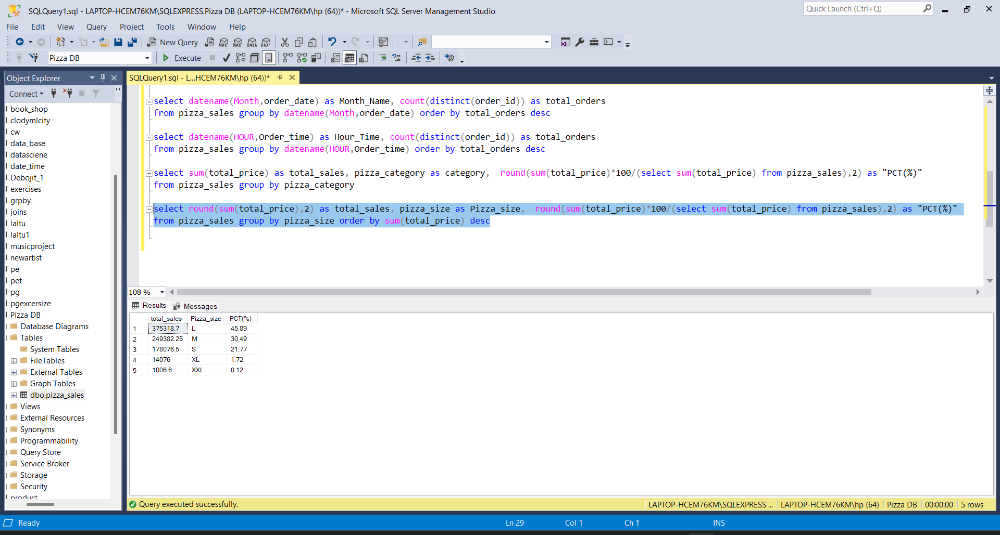 SQLQuery1.sql - LAPTOP-HCEM76KM\SQLEXPRESS.Pizza DB (LAPTOP-HCEM76KM\hp (64))* - Microsoft SQL Server Management Studio
Quick Launch (Ctrl+Q)
File Edit View Query Project Tools Window Help
New Query MDX DMX XMLA DAX
Pizza DB Execute
Object Explorer
Connect
book_shop
clodymlcity
cw
data_base
datasciene
date_time
Debojit_1
exercises
grpby
joins
laltu
laltu1
musicproject
newartist
pe
pet
pg
pgexcersize
Pizza DB
Database Diagrams
Tables
System Tables
FileTables
External Tables
Graph Tables
dbo.pizza_sales
Views
External Resources
Synonyms
Programmability
Query Store
Service Broker
Storage
Security
product
SQLQuery1.sql - L...HCEM76KM\hp (64))*
select datename(Month,order_date) as Month_Name, count(distinct(order_id)) as total_orders
from pizza_sales group by datename(Month,order_date) order by total_orders desc
select datename(HOUR,Order_time) as Hour_Time, count(distinct(order_id)) as total_orders
from pizza_sales group by datename(HOUR,Order_time) order by total_orders desc
select sum(total_price) as total_sales, pizza_category as category,  round(sum(total_price)*100/(select sum(total_price) from pizza_sales),2) as "PCT(%)"
from pizza_sales group by pizza_category
select round(sum(total_price),2) as total_sales, pizza_size as Pizza_size,  round(sum(total_price)*100/(select sum(total_price) from pizza_sales),2) as "PCT(%)"
from pizza_sales group by pizza_size order by sum(total_price) desc
108 %
Results Messages
total_sales Pizza_size PCT(%)
1 375318.7 L 45.89
2 249382.25 M 30.49
3 178076.5 S 21.77
4 14076 XL 1.72
5 1006.6 XXL 0.12
Query executed successfully.
LAPTOP-HCEM76KM\SQLEXPRESS ... LAPTOP-HCEM76KM\hp (64) Pizza DB 00:00:00 5 rows
Ready Ln 29 Col 1 Ch 1 INS